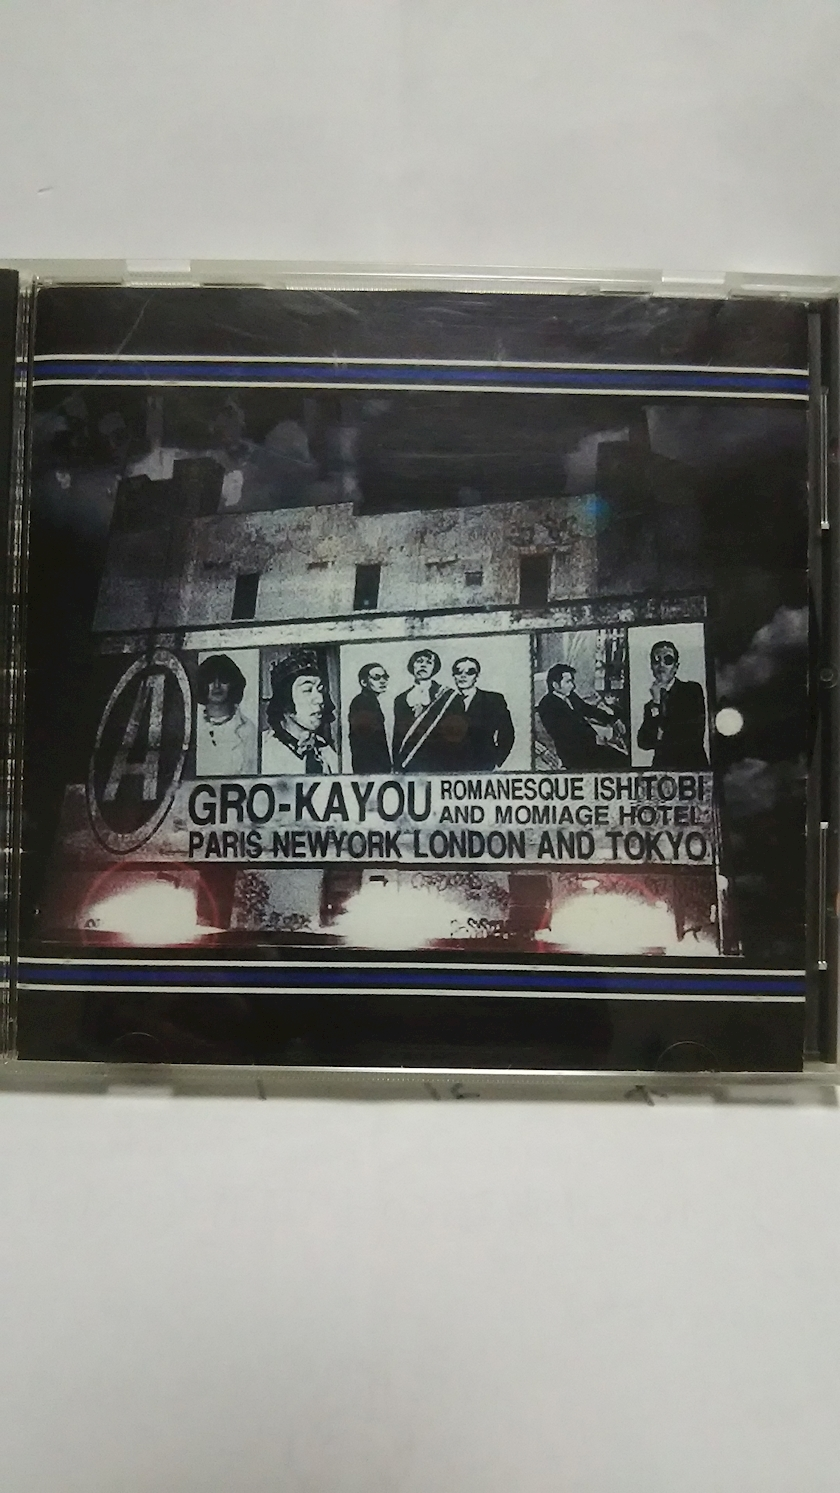 A
GRO-KAYOU ROMANESQUE ISHITOBI
AND MOMIAGE HOTEL
PARIS NEWYORK LONDON AND TOKYO